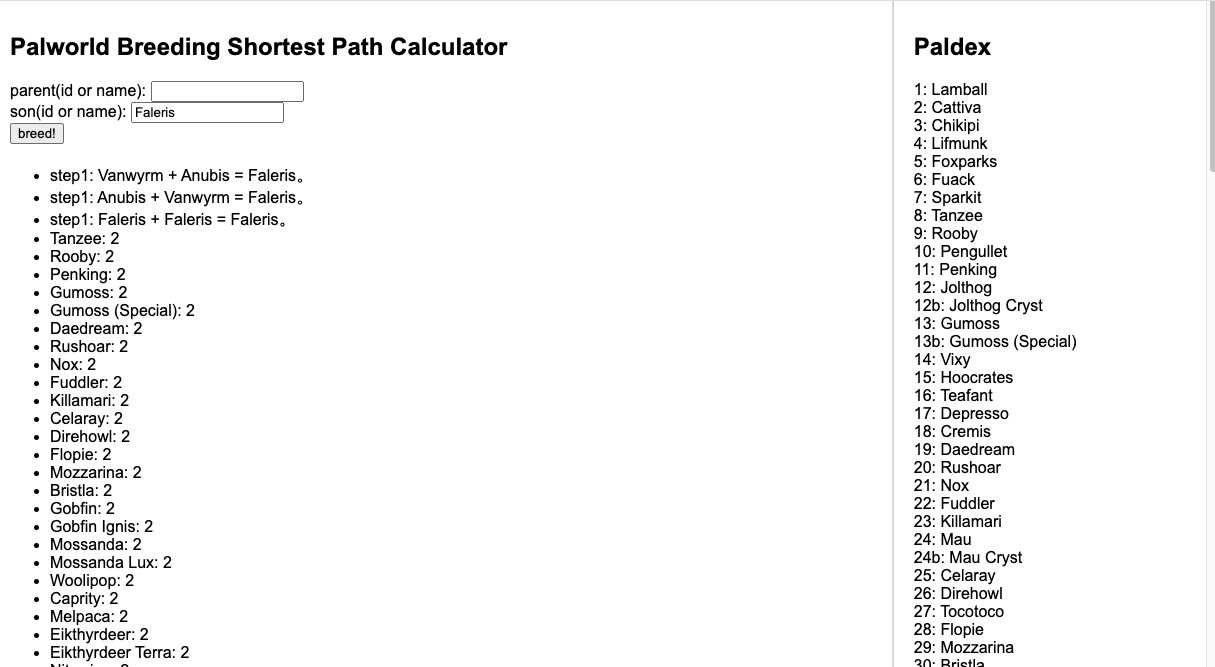 Palworld Breeding Shortest Path Calculator
parent(id or name):
son(id or name): Faleris
breed!
step1: Vanwyrm + Anubis = Faleris。
step1: Anubis + Vanwyrm = Faleris。
step1: Faleris + Faleris = Faleris。
Tanzee: 2
Rooby: 2
Penking: 2
Gumoss: 2
Gumoss (Special): 2
Daedream: 2
Rushoar: 2
Nox: 2
Fuddler: 2
Killamari: 2
Celaray: 2
Direhowl: 2
Flopie: 2
Mozzarina: 2
Bristla: 2
Gobfin: 2
Gobfin Ignis: 2
Mossanda: 2
Mossanda Lux: 2
Woolipop: 2
Caprity: 2
Melpaca: 2
Eikthyrdeer: 2
Eikthyrdeer Terra: 2
Paldex
1: Lamball
2: Cattiva
3: Chikipi
4: Lifmunk
5: Foxparks
6: Fuack
7: Sparkit
8: Tanzee
9: Rooby
10: Pengullet
11: Penking
12: Jolthog
12b: Jolthog Cryst
13: Gumoss
13b: Gumoss (Special)
14: Vixy
15: Hoocrates
16: Teafant
17: Depresso
18: Cremis
19: Daedream
20: Rushoar
21: Nox
22: Fuddler
23: Killamari
24: Mau
24b: Mau Cryst
25: Celaray
26: Direhowl
27: Tocotoco
28: Flopie
29: Mozzarina
30: Bristla